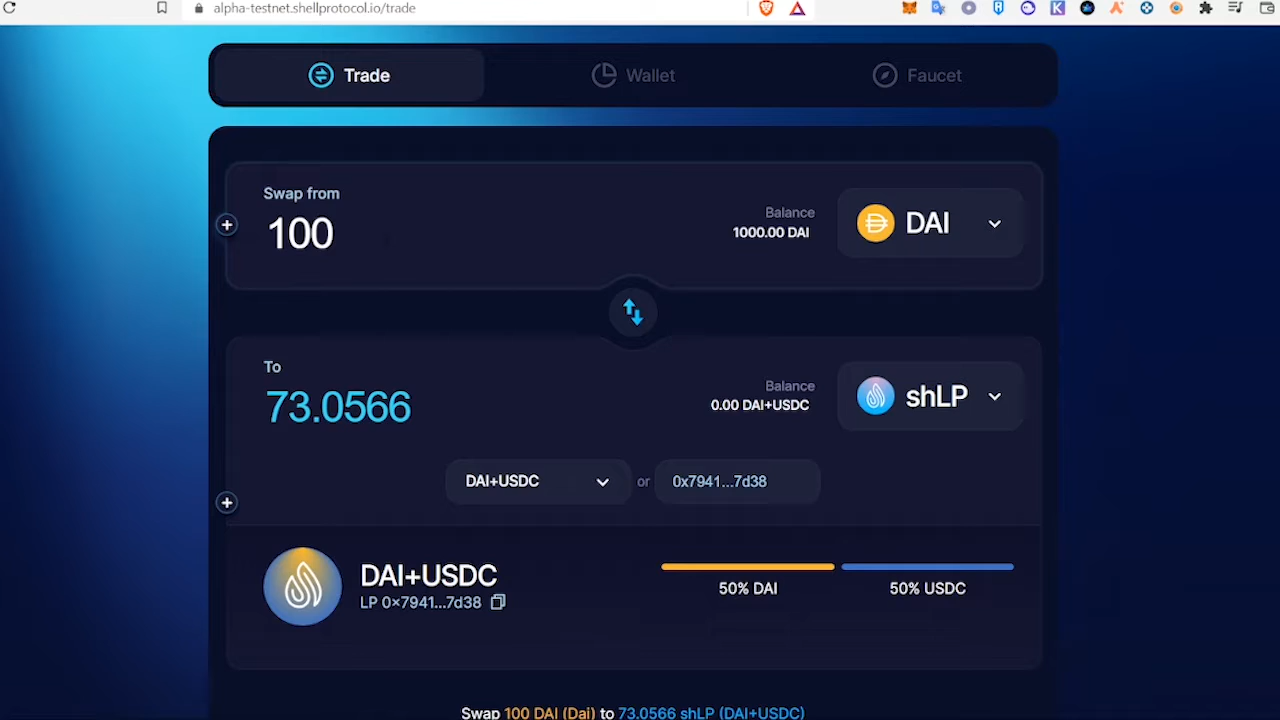 alpha-testnet.shellprotocol.io/trade
Trade
Wallet
Faucet
Swap from
100
Balance
1000.00 DAI
DAI
To
73.0566
Balance
0.00 DAI+USDC
shLP
DAI+USDC
or
0x7941...7d38
DAI+USDC
LP 0x7941...7d38
50% DAI
50% USDC
Swap 100 DAI (Dai) to 73.0566 shLP (DAI+USDC)